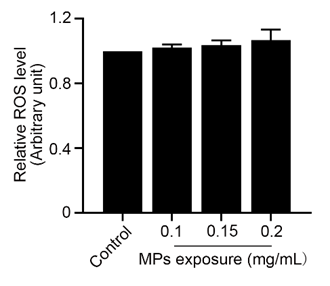 Relative ROS level
(Arbitrary unit)
1.2
0.8
0.4
0
Control
0.1
0.15
0.2
MPs exposure (mg/mL)